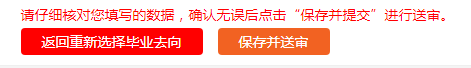 请仔细核对您填写的数据，确认无误后点击“保存并提交”进行送审。
返回重新选择毕业去向 保存并送审